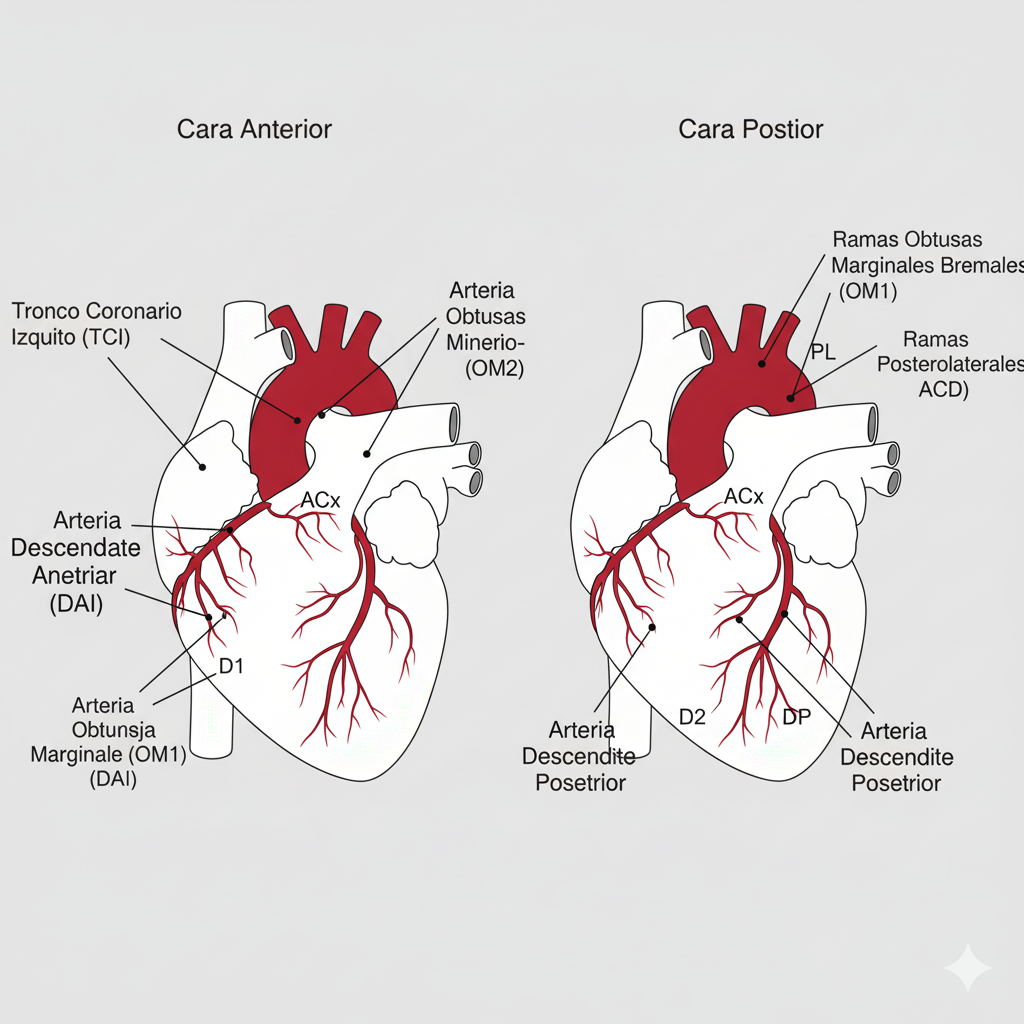 Cara Anterior
Tronco Coronario
Izquito (TCI)
Arteria
Obtusas
Minerio-
(OM2)
ACx
Arteria
Descendate
Anetriar
(DAI)
D1
Arteria
Obtunsja
Marginale (OM1)
(DAI)
Cara Postior
Ramas Obtusas
Marginales Bremales
(OM1)
PL
Ramas
Posterolaterales
ACD)
ACx
D2
DP
Arteria
Descendite
Posetrior
Arteria
Descendite
Posetrior